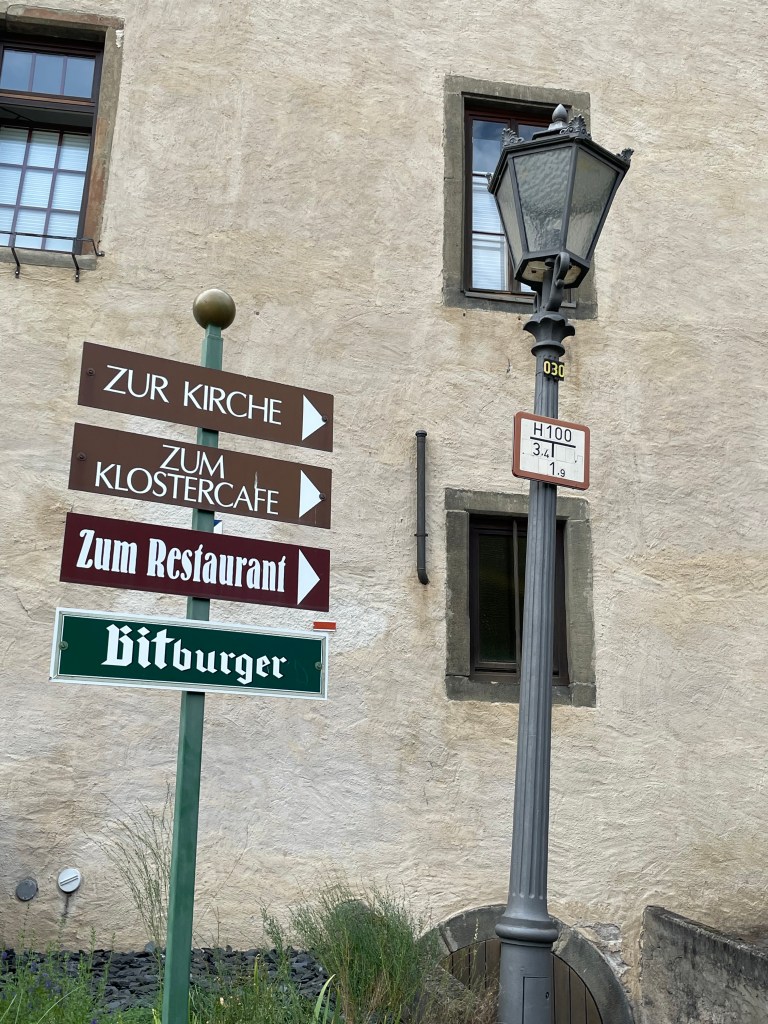 ZUR KIRCHE
ZUM
KLOSTERCAFE
Zum Restaurant
Bitburger
030
H100
3,4
1,9